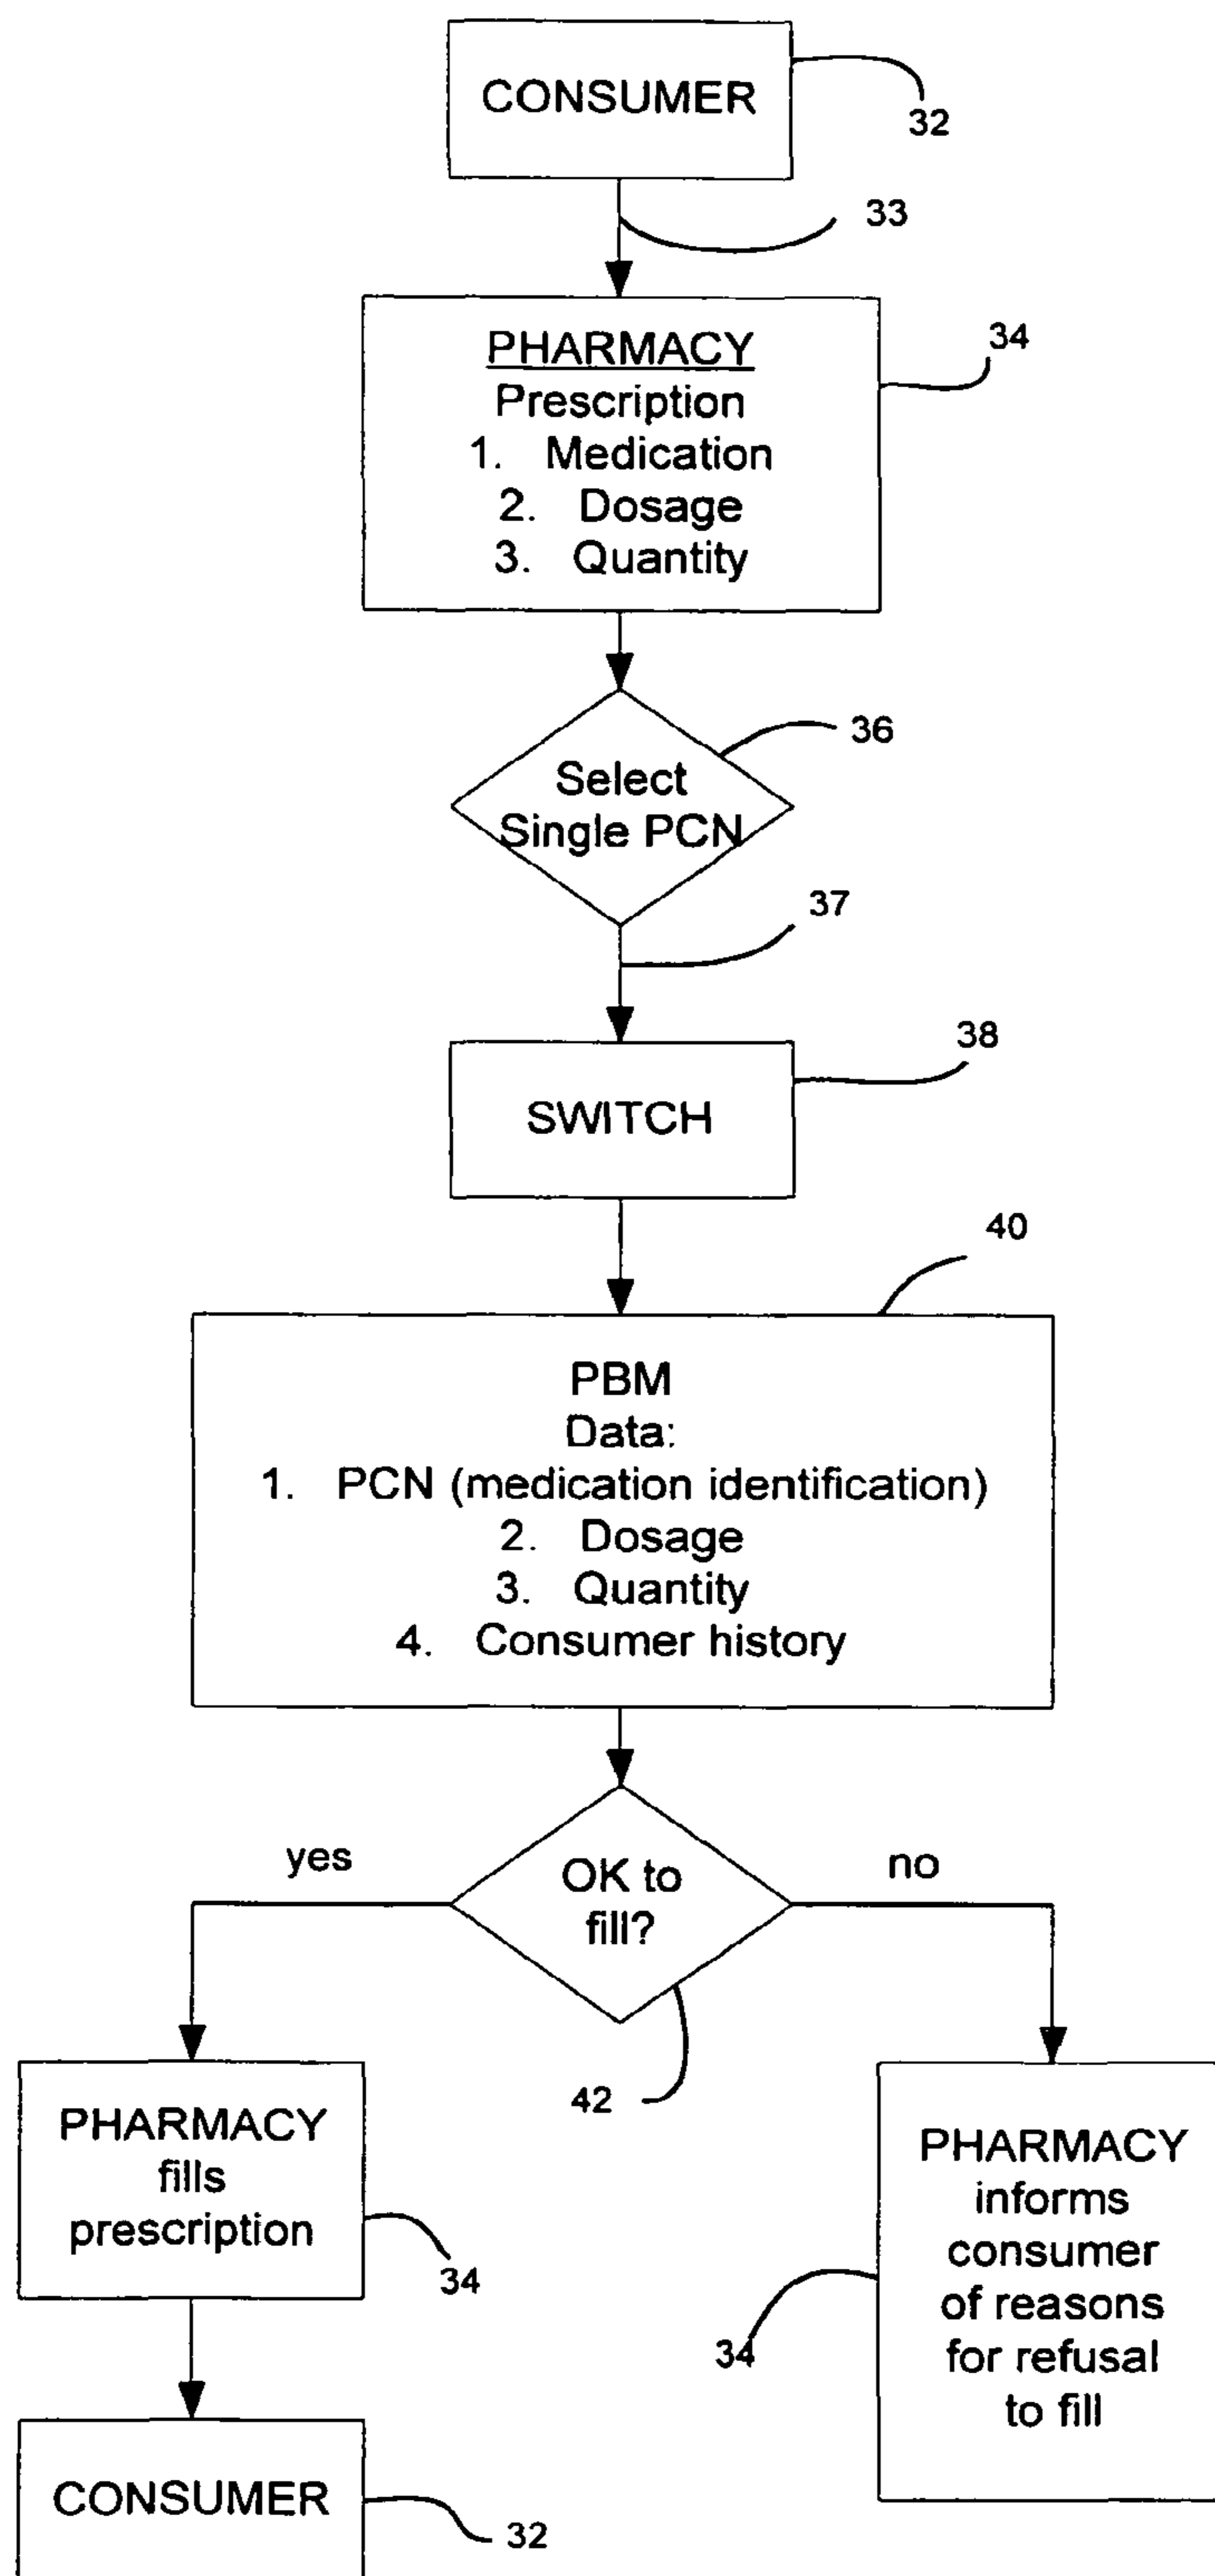 CONSUMER
32
33
PHARMACY
34
Prescription
1. Medication
2. Dosage
3. Quantity
36
Select
Single PCN
37
38
SWITCH
40
PBM
Data:
1. PCN (medication identification)
2. Dosage
3. Quantity
4. Consumer history
yes
no
OK to
fill?
42
PHARMACY
fills
prescription
34
PHARMACY
informs
consumer
of reasons
for refusal
to fill
34
CONSUMER
32